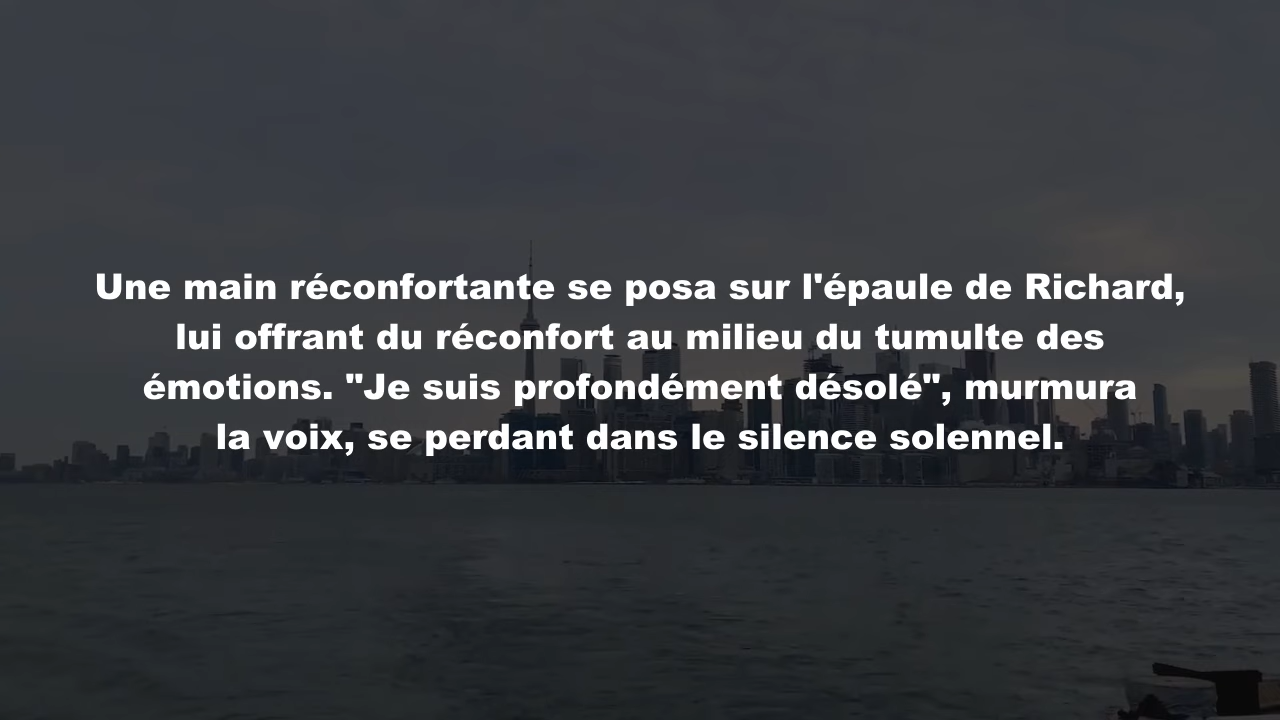 Une main réconfortante se posa sur l'épaule de Richard,
lui offrant du réconfort au milieu du tumulte des
émotions. "Je suis profondément désolé", murmura
la voix, se perdant dans le silence solennel.